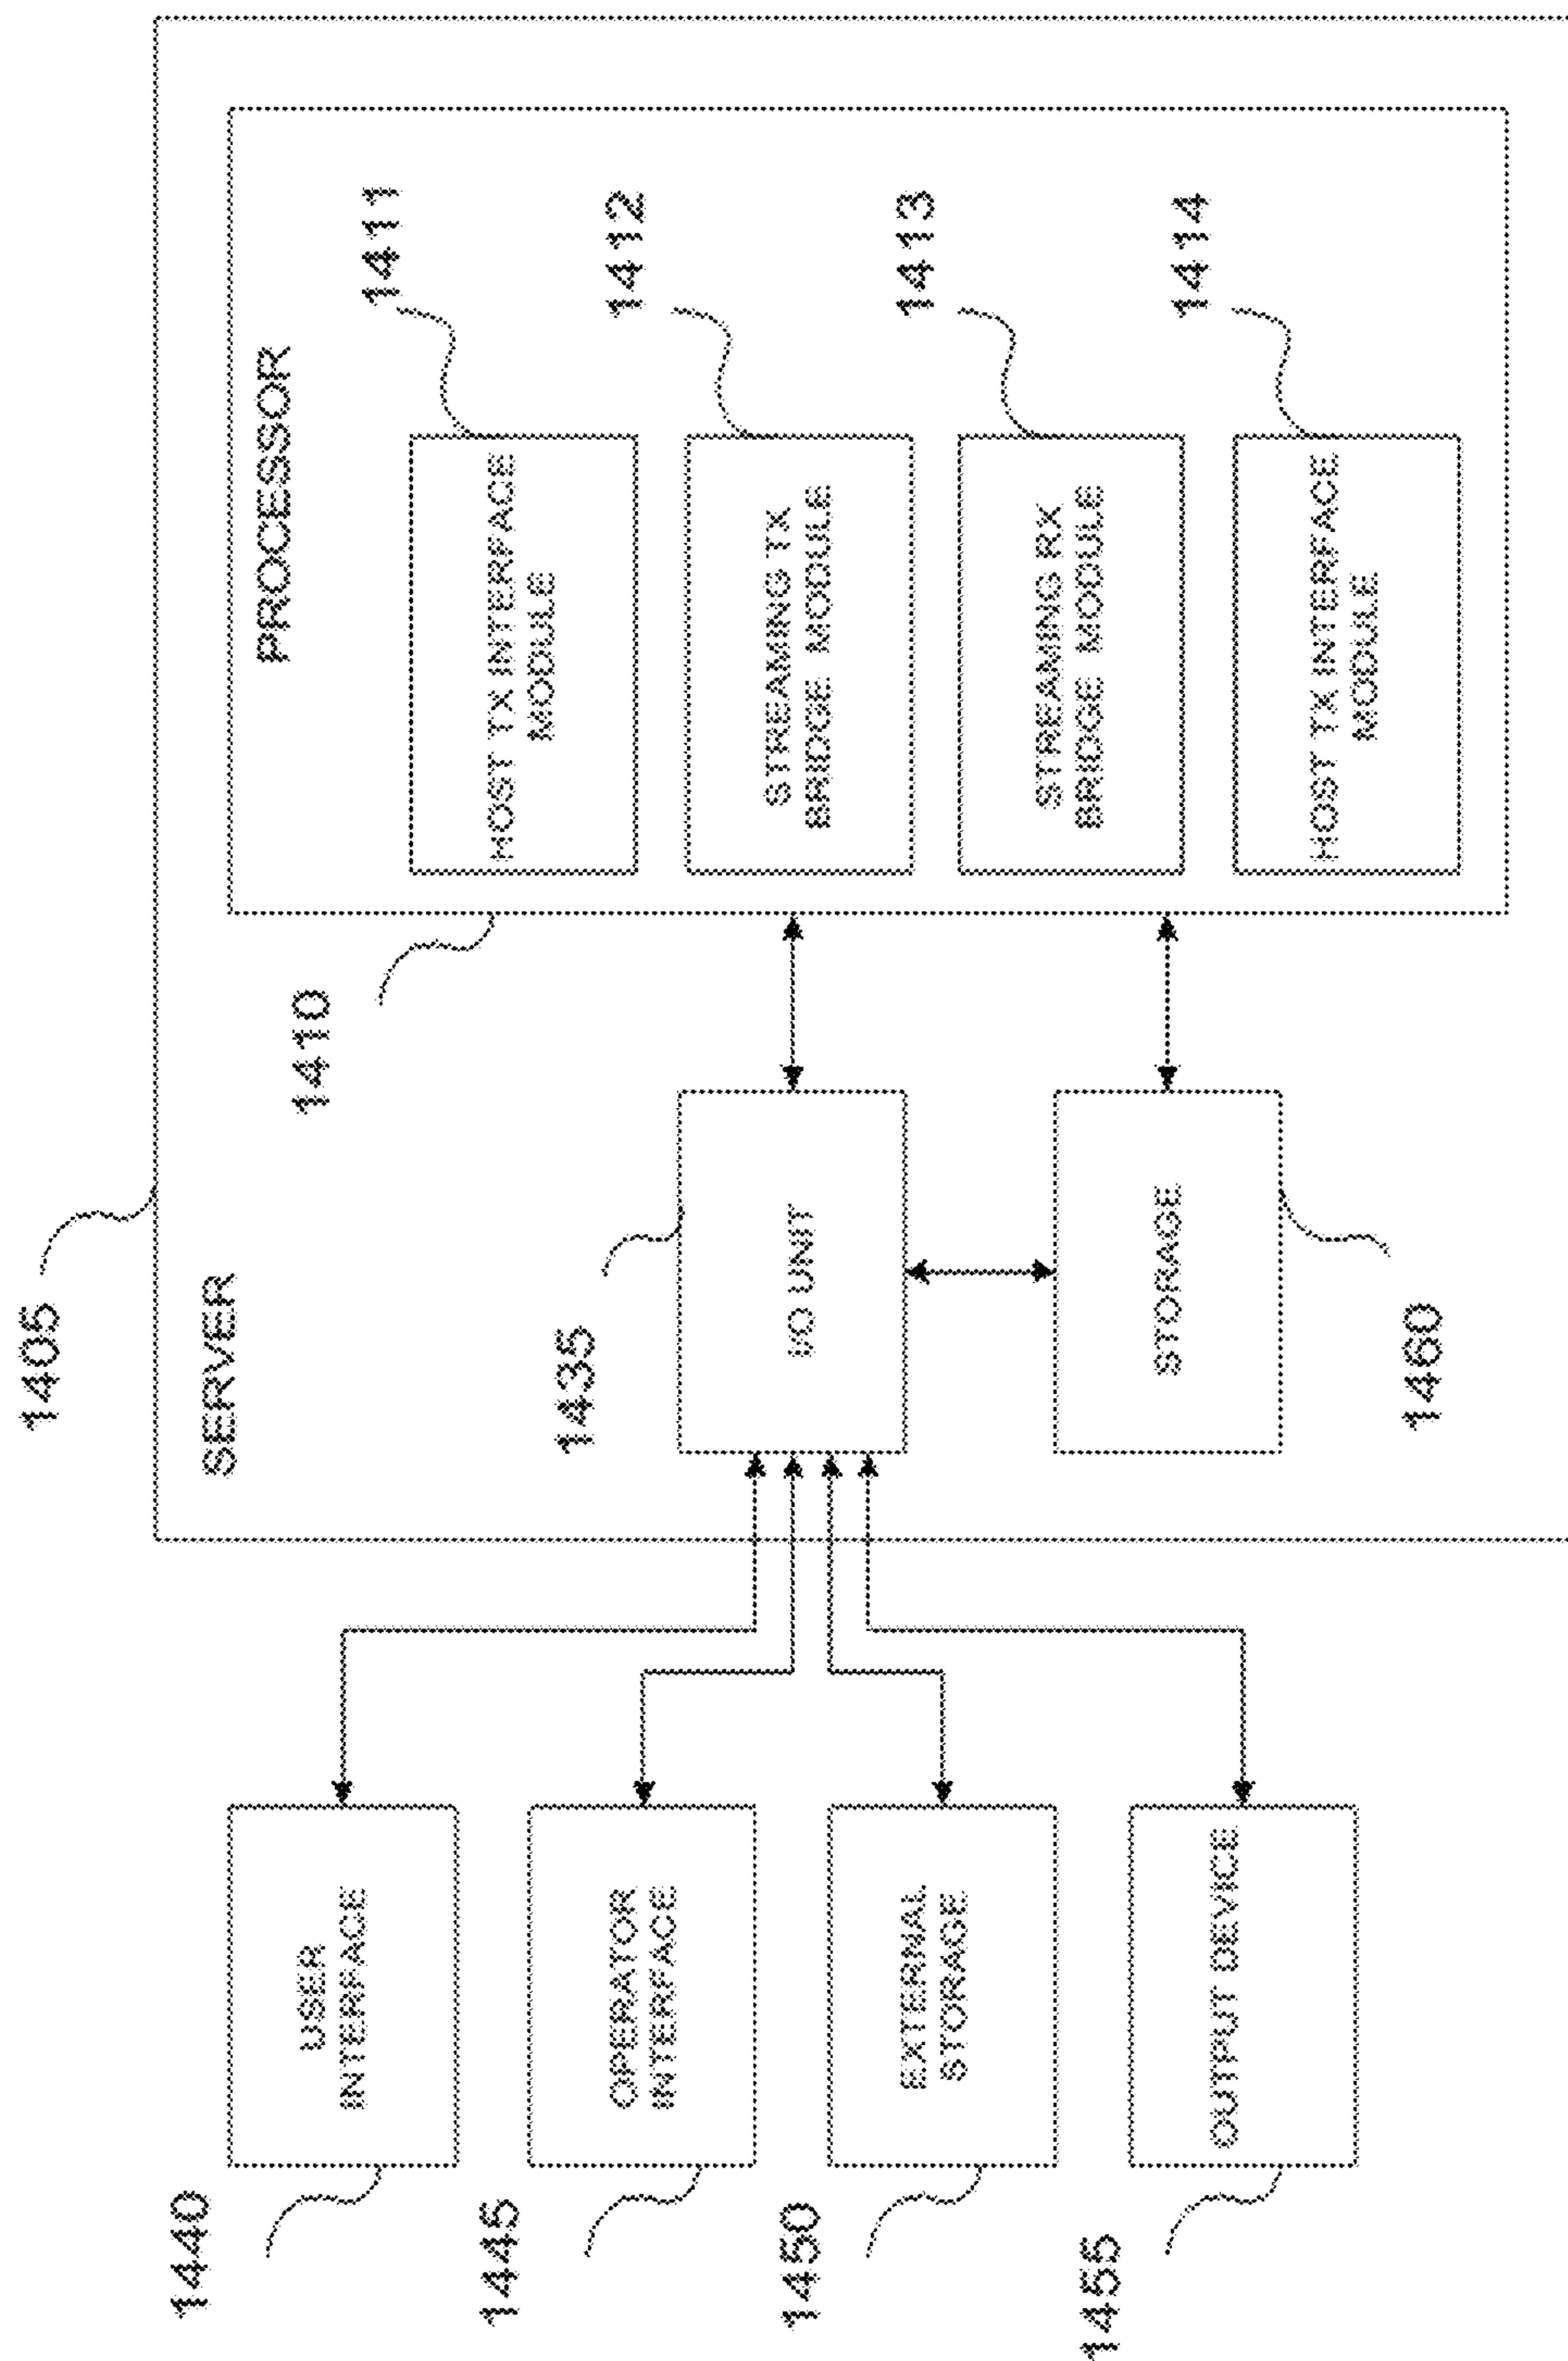 1405
SERVER
PROCESSOR
1410
1411
HOST TX INTERFACE
MODULE
1412
STREAMING TX
BRIDGE MODULE
1413
STREAMING RX
BRIDGE MODULE
1414
HOST TX INTERFACE
MODULE
1435
I/O UNIT
1460
STORAGE
1440
USER
INTERFACE
1445
OPERATOR
INTERFACE
1450
EXTERNAL
STORAGE
1455
OUTPUT DEVICE